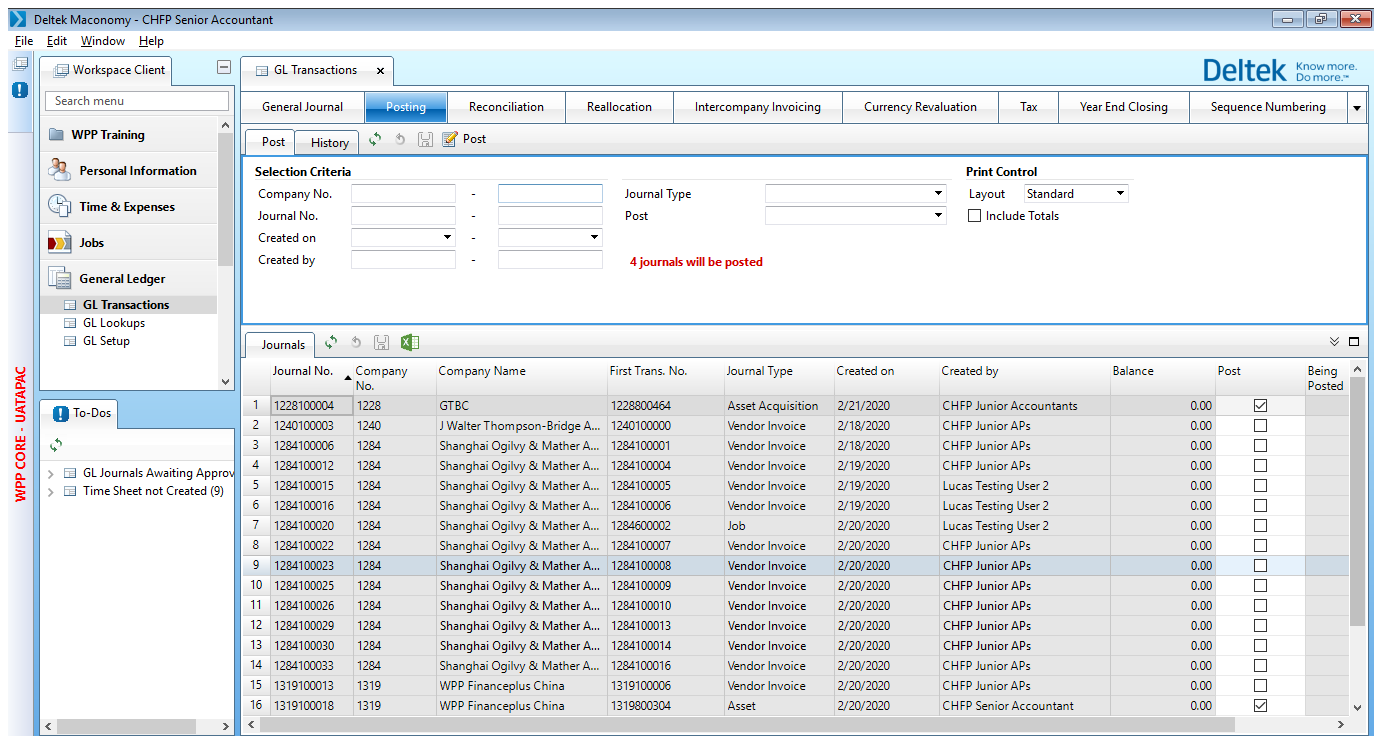 Deltek Maconomy - CHFP Senior Accountant
File Edit Window Help
Workspace Client
GL Transactions x
Deltek Know more. Do more.™
Search menu
General Journal Posting Reconciliation Reallocation Intercompany Invoicing Currency Revaluation Tax Year End Closing Sequence Numbering
WPP Training
Personal Information
Time & Expenses
Jobs
General Ledger
GL Transactions
GL Lookups
GL Setup
Post History Post
Selection Criteria Print Control
Company No. - Journal Type Layout Standard
Journal No. - Post Include Totals
Created on -
Created by - 4 journals will be posted
WPP CORE - UATAPAC
To-Dos
GL Journals Awaiting Approv
Time Sheet not Created (9)
Journals
Journal No. Company No. Company Name First Trans. No. Journal Type Created on Created by Balance Post Being Posted
1 1228100004 1228 GTBC 1228800464 Asset Acquisition 2/21/2020 CHFP Junior Accountants 0.00
2 1240100003 1240 J Walter Thompson-Bridge A... 1240100000 Vendor Invoice 2/18/2020 CHFP Junior APs 0.00
3 1284100006 1284 Shanghai Ogilvy & Mather A... 1284100001 Vendor Invoice 2/18/2020 CHFP Junior APs 0.00
4 1284100012 1284 Shanghai Ogilvy & Mather A... 1284100004 Vendor Invoice 2/19/2020 CHFP Junior APs 0.00
5 1284100015 1284 Shanghai Ogilvy & Mather A... 1284100005 Vendor Invoice 2/19/2020 Lucas Testing User 2 0.00
6 1284100016 1284 Shanghai Ogilvy & Mather A... 1284100006 Vendor Invoice 2/19/2020 Lucas Testing User 2 0.00
7 1284100020 1284 Shanghai Ogilvy & Mather A... 1284600002 Job 2/20/2020 Lucas Testing User 2 0.00
8 1284100022 1284 Shanghai Ogilvy & Mather A... 1284100007 Vendor Invoice 2/20/2020 CHFP Junior APs 0.00
9 1284100023 1284 Shanghai Ogilvy & Mather A... 1284100008 Vendor Invoice 2/20/2020 CHFP Junior APs 0.00
10 1284100025 1284 Shanghai Ogilvy & Mather A... 1284100009 Vendor Invoice 2/20/2020 CHFP Junior APs 0.00
11 1284100026 1284 Shanghai Ogilvy & Mather A... 1284100010 Vendor Invoice 2/20/2020 CHFP Junior APs 0.00
12 1284100029 1284 Shanghai Ogilvy & Mather A... 1284100013 Vendor Invoice 2/20/2020 CHFP Junior APs 0.00
13 1284100030 1284 Shanghai Ogilvy & Mather A... 1284100014 Vendor Invoice 2/20/2020 CHFP Junior APs 0.00
14 1284100033 1284 Shanghai Ogilvy & Mather A... 1284100016 Vendor Invoice 2/20/2020 CHFP Junior APs 0.00
15 1319100013 1319 WPP Financeplus China 1319100006 Vendor Invoice 2/20/2020 CHFP Junior APs 0.00
16 1319100018 1319 WPP Financeplus China 1319800304 Asset 2/20/2020 CHFP Senior Accountant 0.00